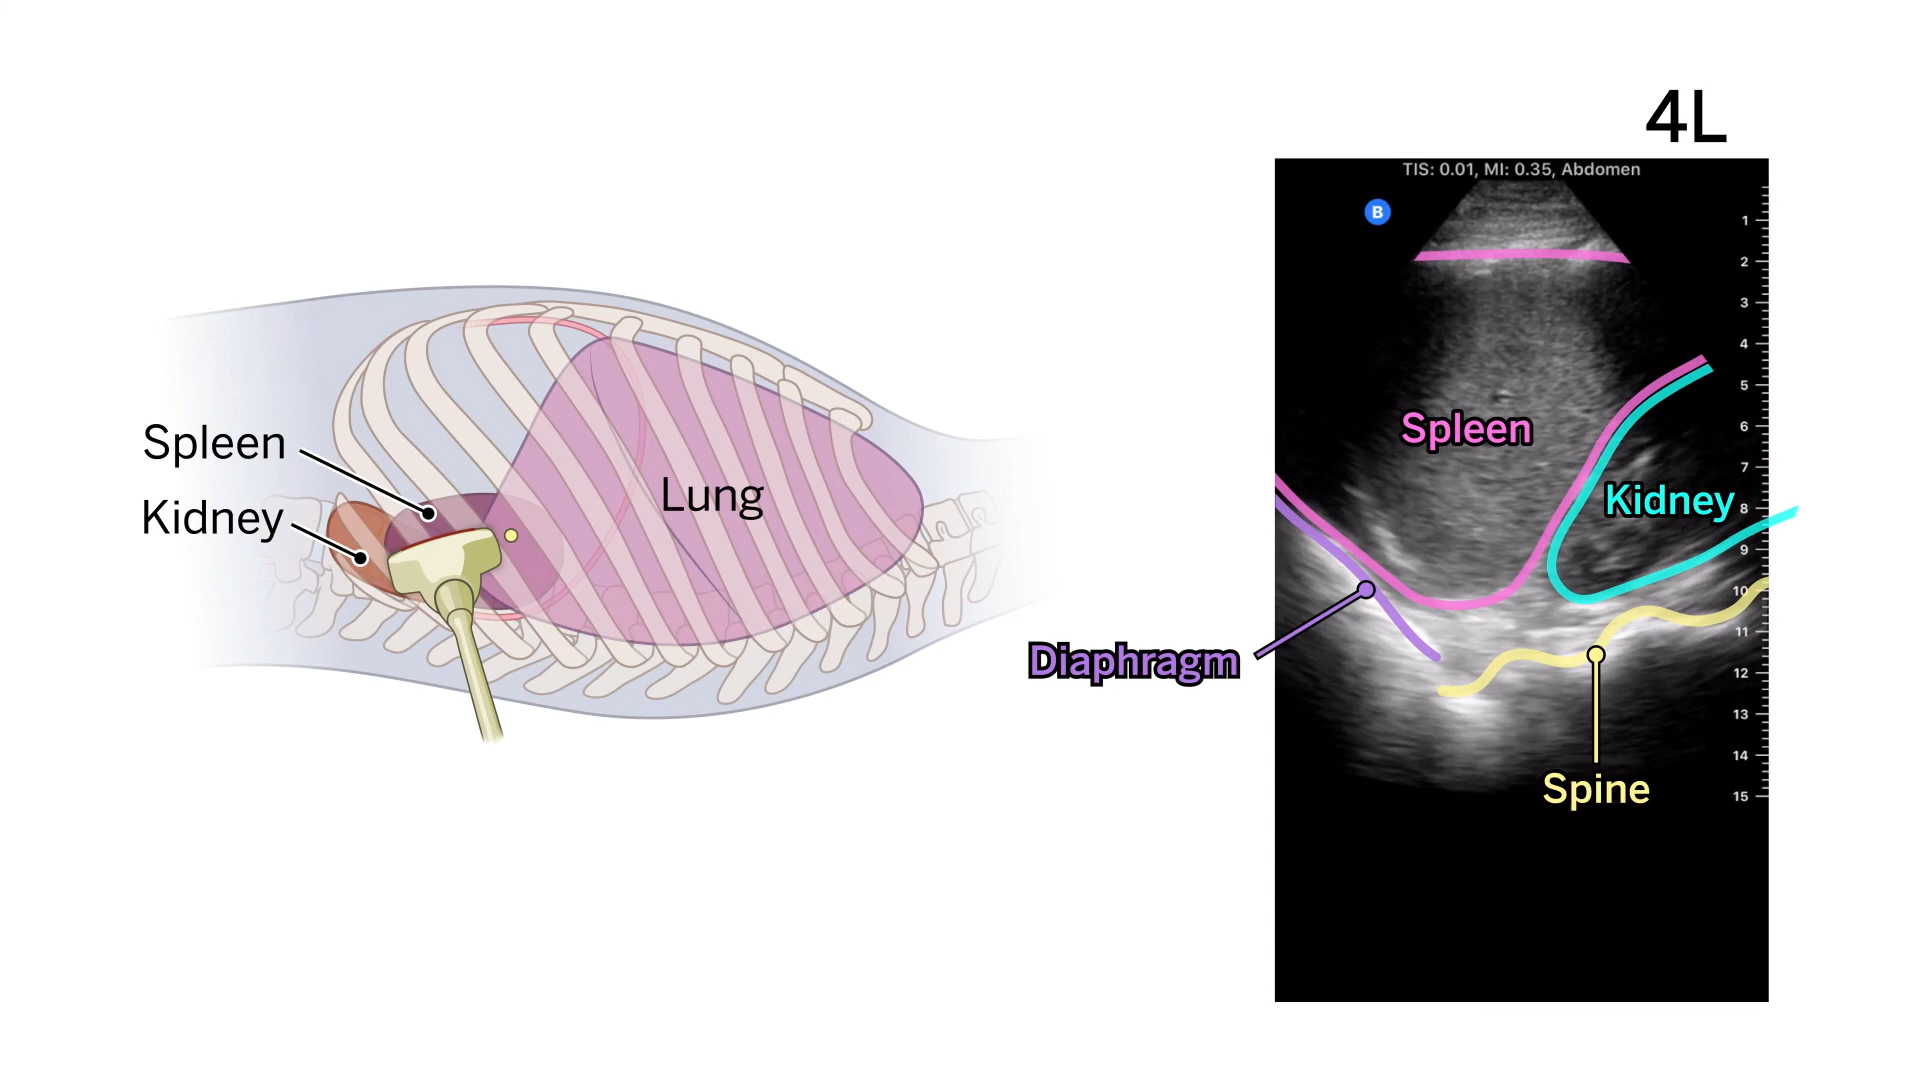 4L
TIS: 0.01, MI: 0.35, Abdomen
B
1
2
3
4
5
6
7
8
9
10
11
12
13
14
15
Spleen
Kidney
Lung
Spleen
Kidney
Diaphragm
Spine